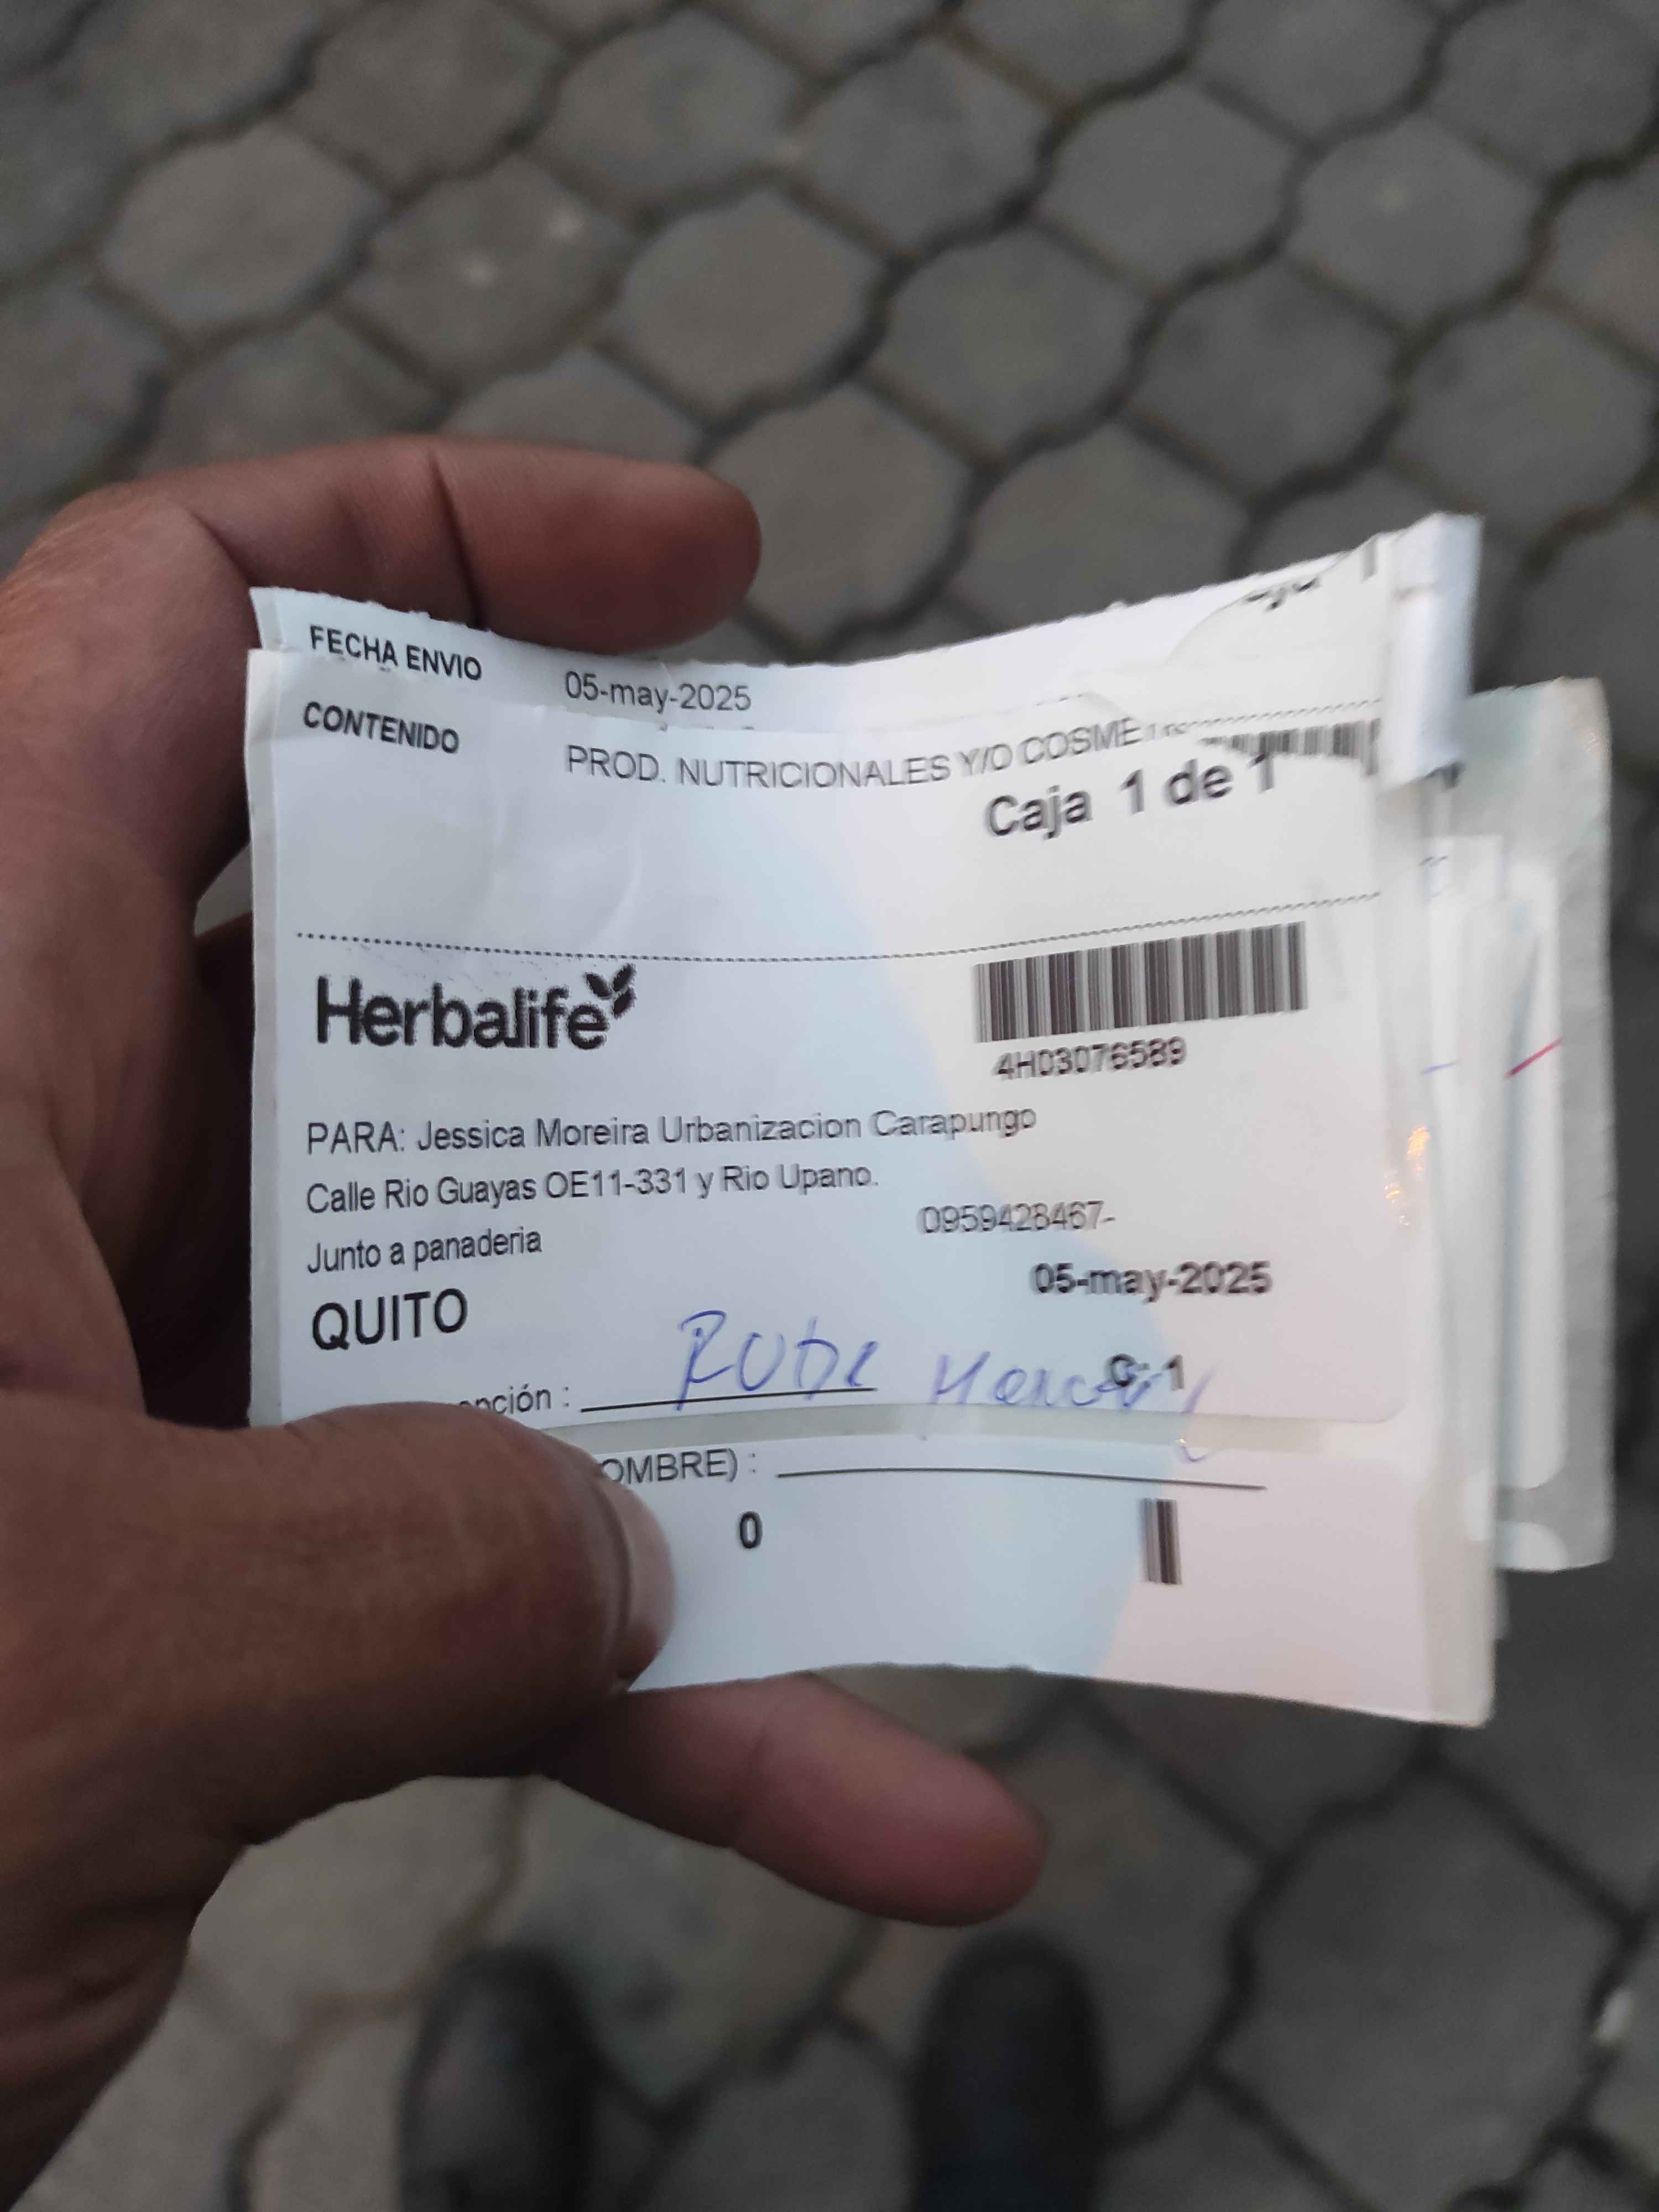 FECHA ENVIO 05-may-2025
CONTENIDO PROD. NUTRICIONALES Y/O
Caja 1 de 1
Herbalife
4H03076589
PARA: Jessica Moreira Urbanizacion Carapungo
Calle Rio Guayas OE11-331 y Rio Upano.
0959428467-
Junto a panaderia
05-may-2025
QUITO
C: 1
0